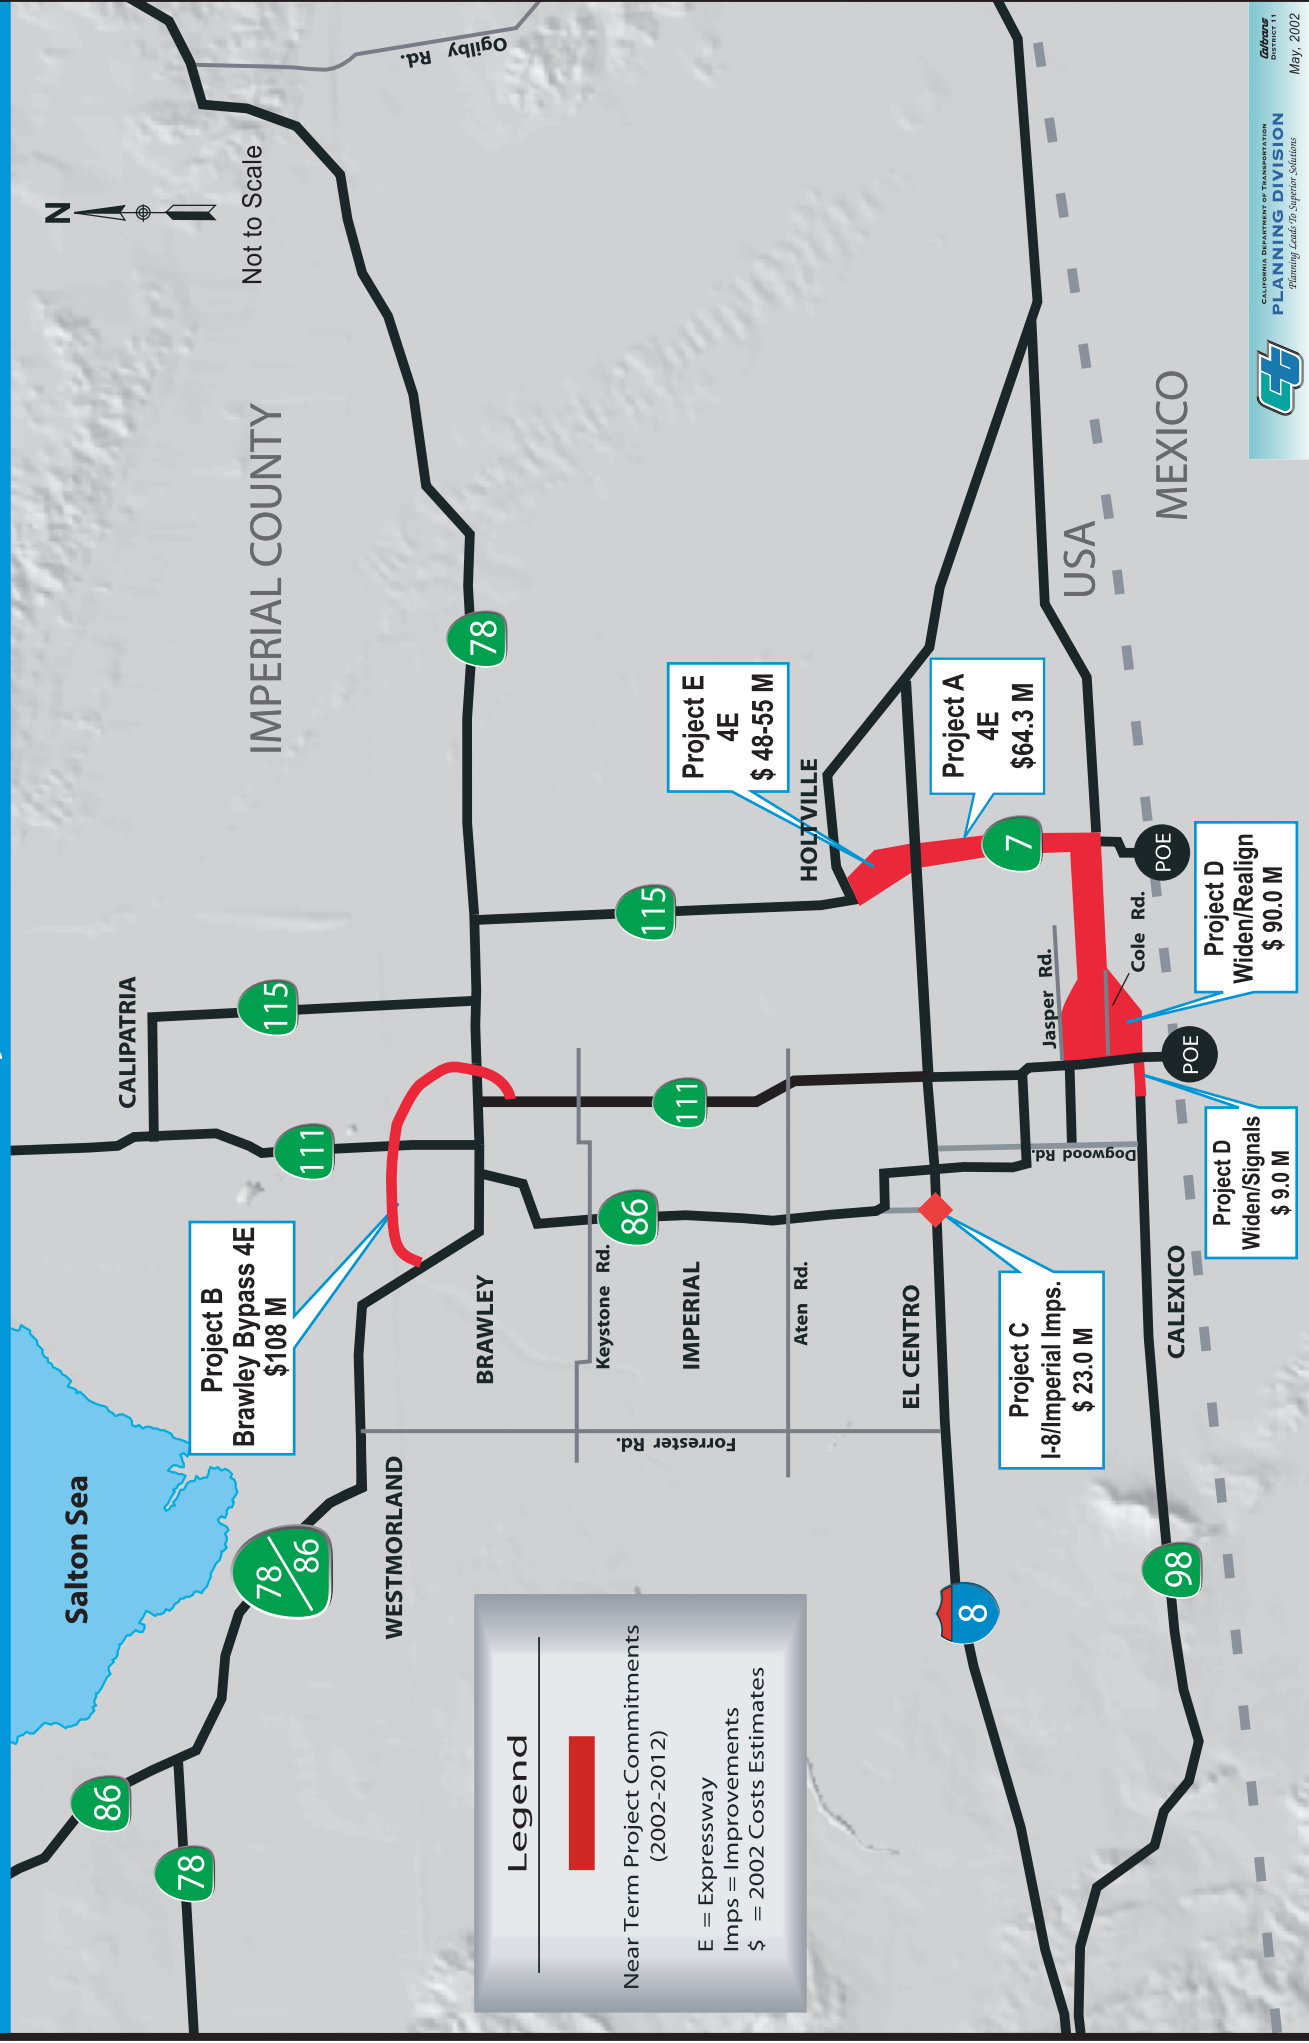 Salton Sea
IMPERIAL COUNTY
N
Not to Scale
Ogilby Rd.
86
78
78
86
111
115
CALIPATRIA
WESTMORLAND
Project B
Brawley Bypass 4E
$108 M
BRAWLEY
78
115
111
86
Keystone Rd.
IMPERIAL
Aten Rd.
Forrester Rd.
HOLTVILLE
Project E
4E
$ 48-55 M
Project A
4E
$64.3 M
7
EL CENTRO
Dogwood Rd.
Jasper Rd.
Cole Rd.
Project C
I-8/Imperial Imps.
$ 23.0 M
8
98
CALEXICO
POE
POE
Project D
Widen/Signals
$ 9.0 M
Project D
Widen/Realign
$ 90.0 M
USA
MEXICO
Legend
Near Term Project Commitments
(2002-2012)
E = Expressway
Imps = Improvements
$ = 2002 Costs Estimates
ct
CALIFORNIA DEPARTMENT OF TRANSPORTATION
PLANNING DIVISION
Planning Leads To Superior Solutions
Caltrans
DISTRICT 11
May, 2002